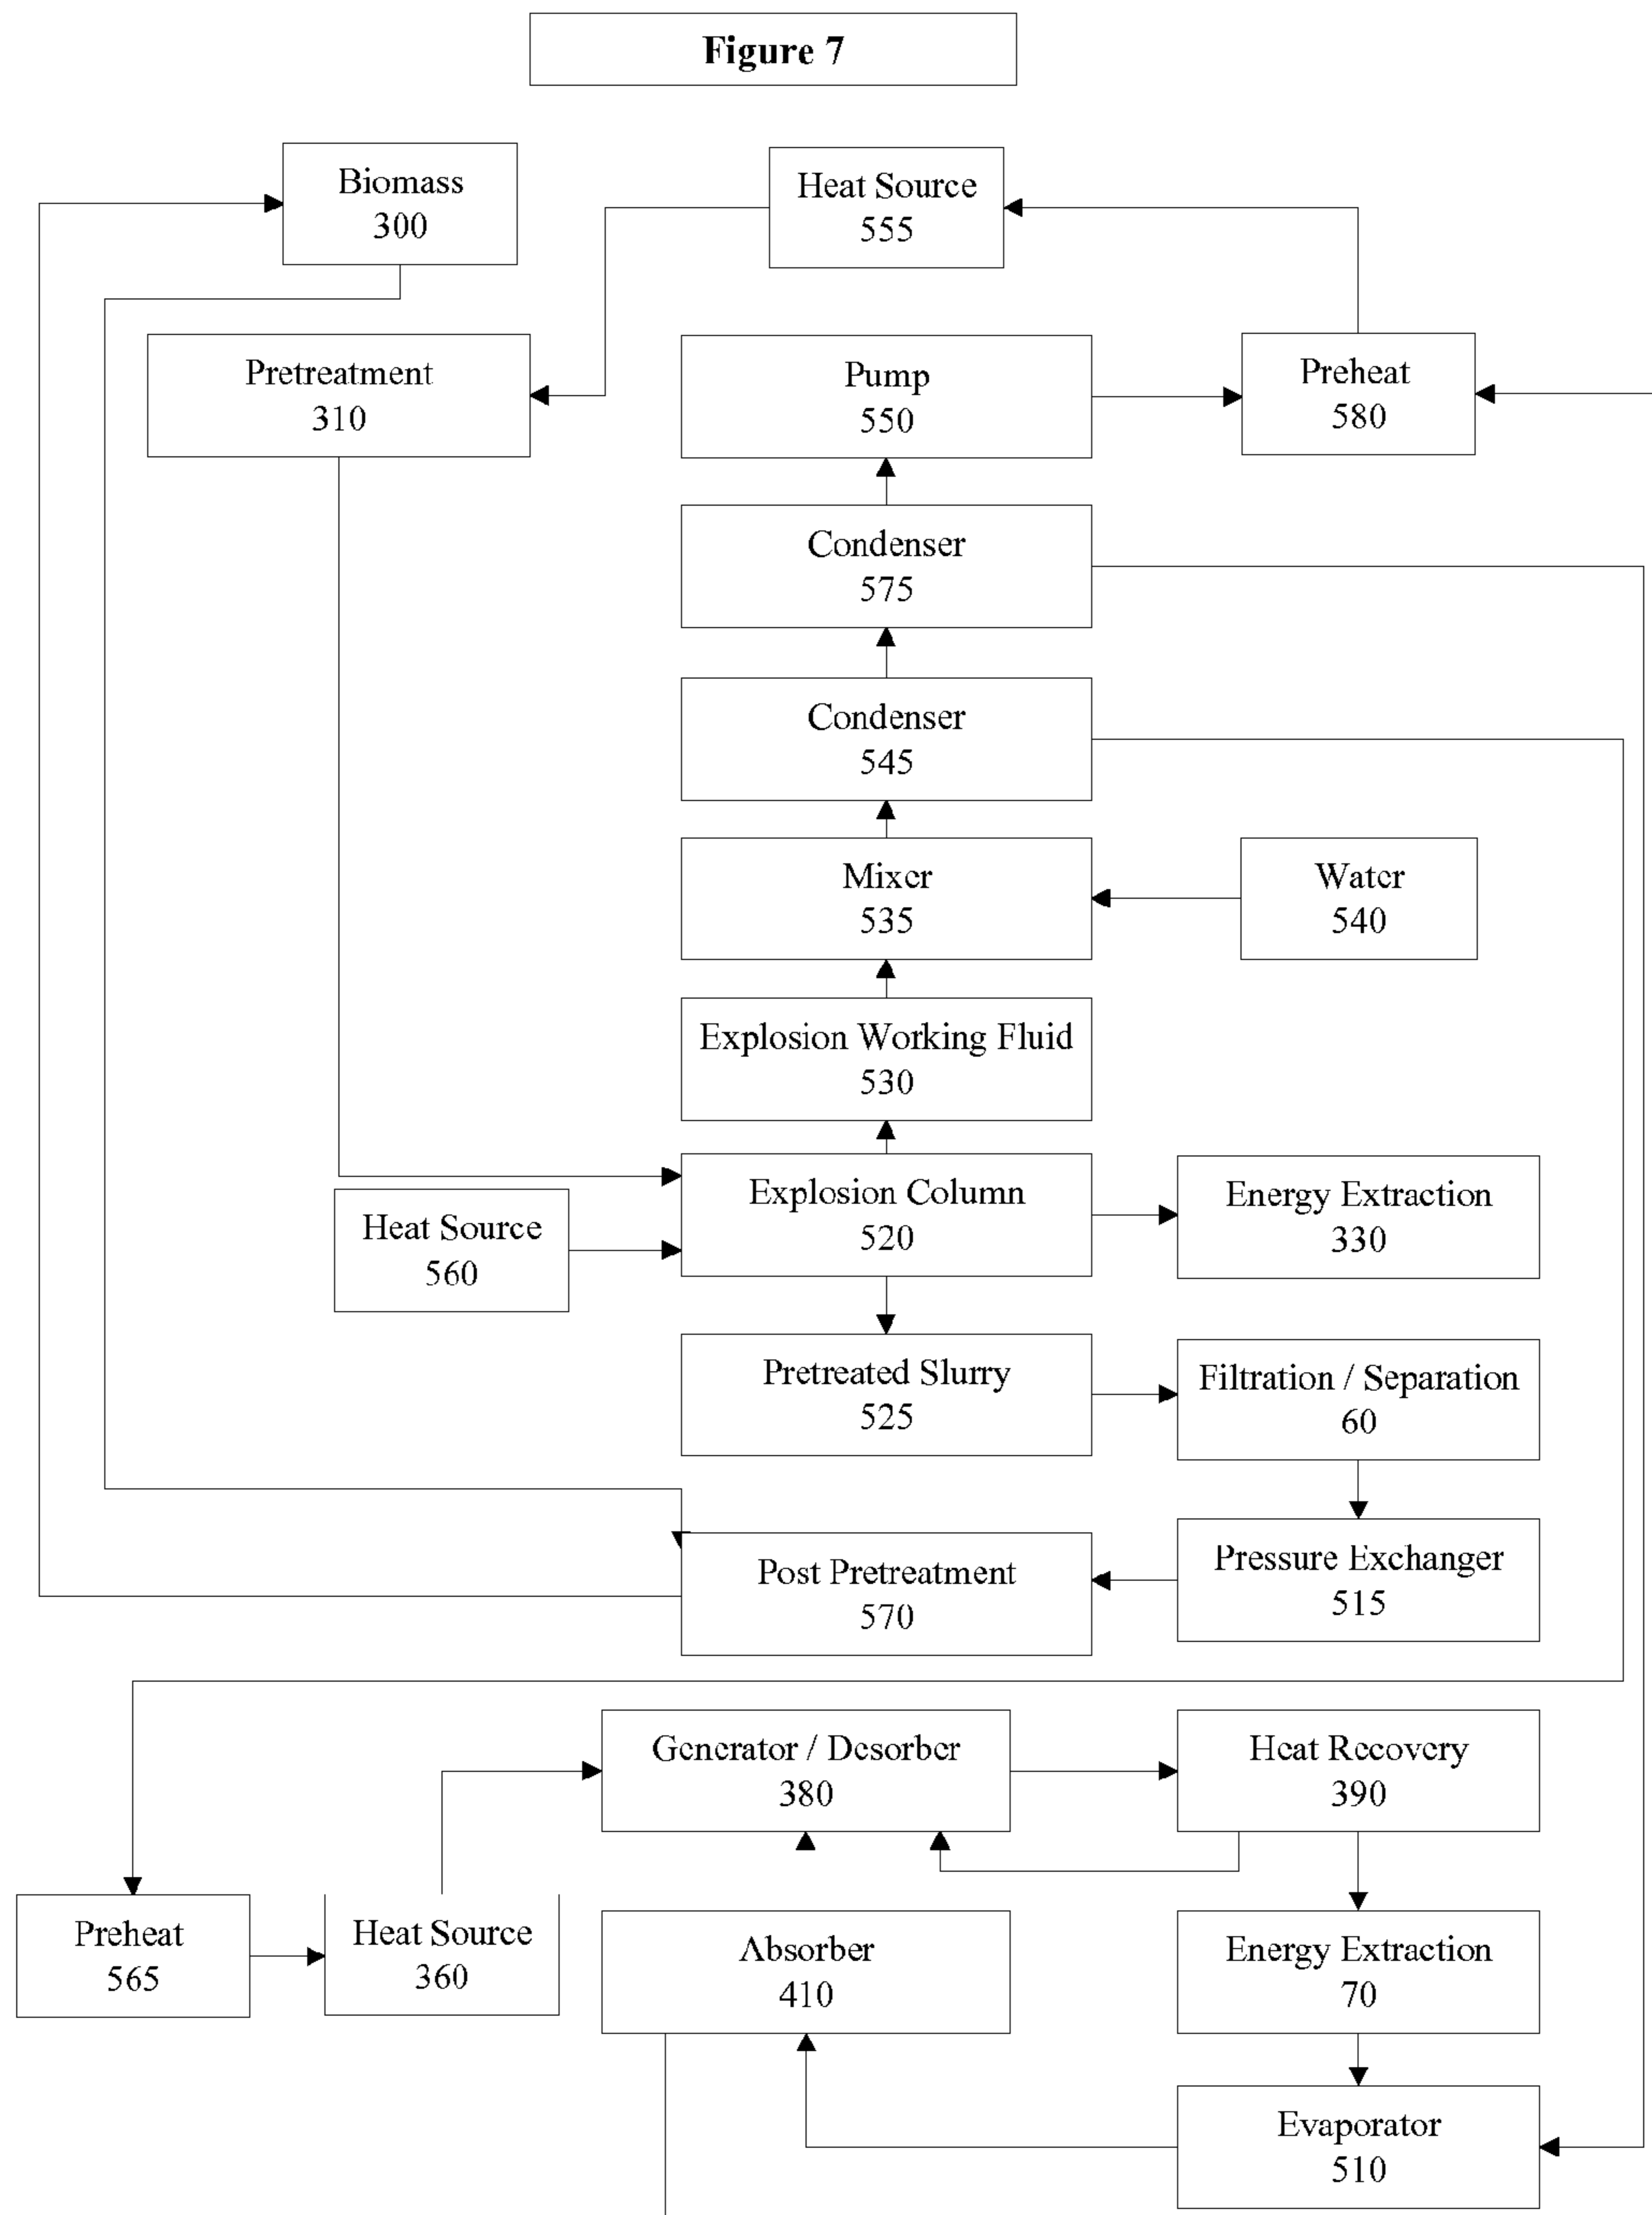 Figure 7
Biomass
300
Heat Source
555
Pretreatment
310
Pump
550
Preheat
580
Condenser
575
Condenser
545
Mixer
535
Water
540
Explosion Working Fluid
530
Explosion Column
520
Energy Extraction
330
Heat Source
560
Pretreated Slurry
525
Filtration / Separation
60
Post Pretreatment
570
Pressure Exchanger
515
Generator / Desorber
380
Heat Recovery
390
Preheat
565
Heat Source
360
Absorber
410
Energy Extraction
70
Evaporator
510